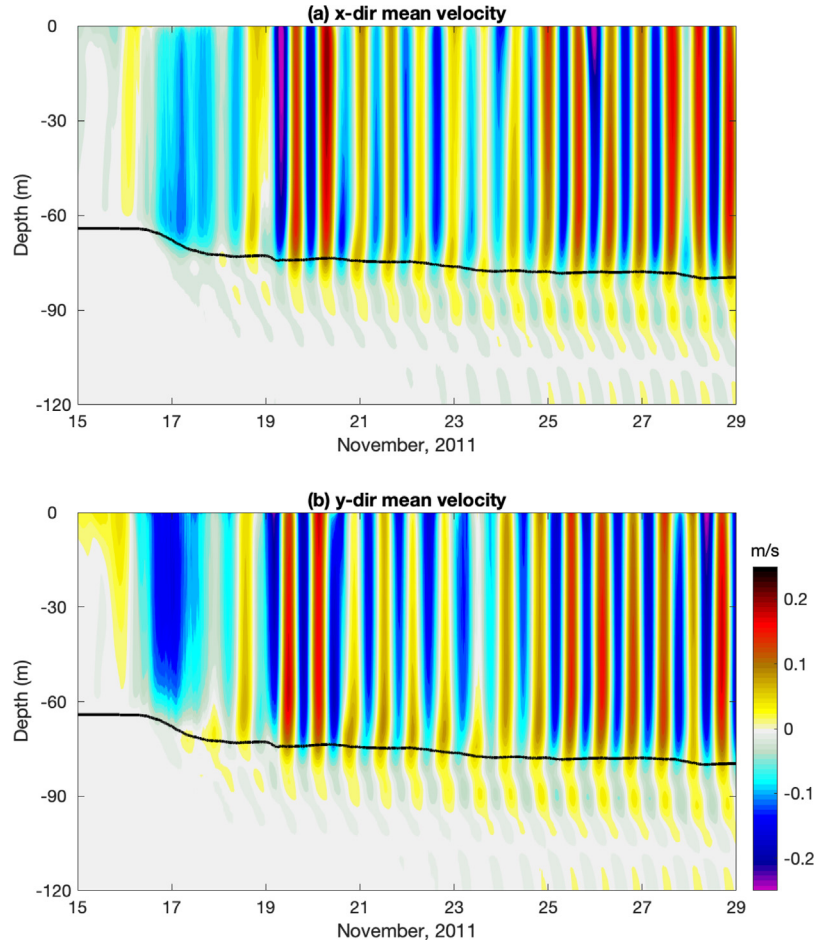 (a) x-dir mean velocity
0
-30
-60
-90
-120
Depth (m)
15 17 19 21 23 25 27 29
November, 2011
(b) y-dir mean velocity
0
-30
-60
-90
-120
Depth (m)
15 17 19 21 23 25 27 29
November, 2011
m/s
0.2
0.1
0
-0.1
-0.2